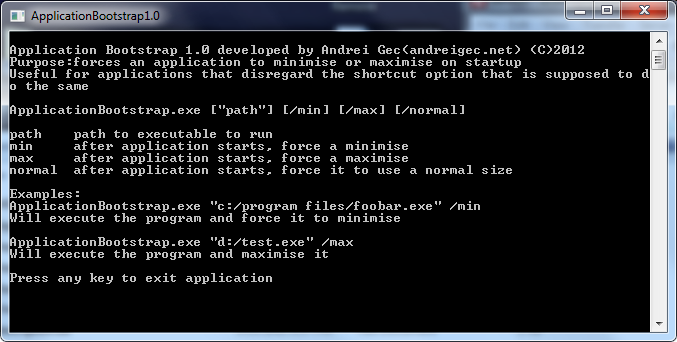 ApplicationBootstrap1.0
Application Bootstrap 1.0 developed by Andrei Gec(andreigec.net) (C)2012
Purpose:forces an application to minimise or maximise on startup
Useful for applications that disregard the shortcut option that is supposed to d
o the same
ApplicationBootstrap.exe ["path"] [/min] [/max] [/normal]
path    path to executable to run
min     after application starts, force a minimise
max     after application starts, force a maximise
normal  after application starts, force it to use a normal size
Examples:
ApplicationBootstrap.exe "c:/program files/foobar.exe" /min
Will execute the program and force it to minimise
ApplicationBootstrap.exe "d:/test.exe" /max
Will execute the program and maximise it
Press any key to exit application